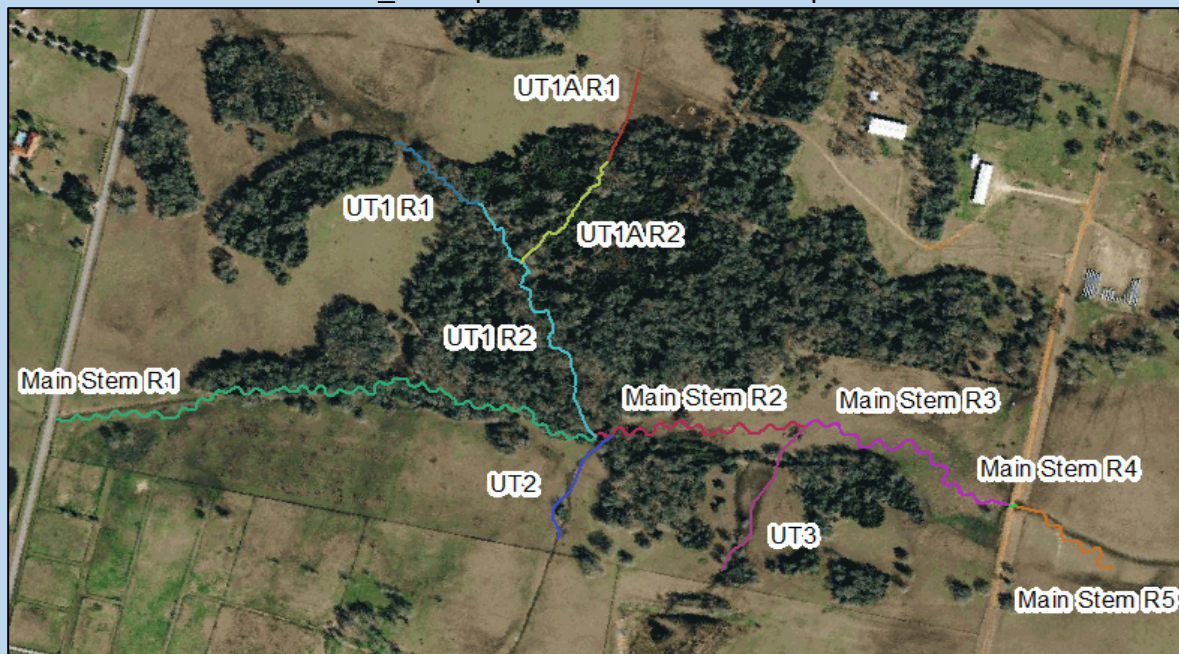 UT1A R1
UT1 R1
UT1A R2
UT1 R2
Main Stem R1
Main Stem R2
Main Stem R3
Main Stem R4
UT2
UT3
Main Stem R5